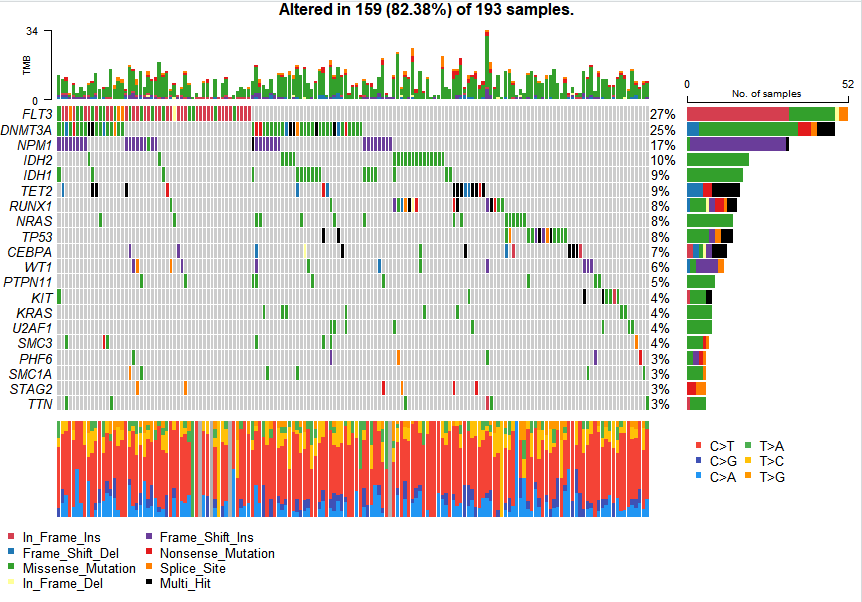 Altered in 159 (82.38%) of 193 samples.
34
TMB
0
0 52
No. of samples
FLT3 27%
DNMT3A 25%
NPM1 17%
IDH2 10%
IDH1 9%
TET2 9%
RUNX1 8%
NRAS 8%
TP53 8%
CEBPA 7%
WT1 6%
PTPN11 5%
KIT 4%
KRAS 4%
U2AF1 4%
SMC3 4%
PHF6 3%
SMC1A 3%
STAG2 3%
TTN 3%
C>T T>A
C>G T>C
C>A T>G
In_Frame_Ins Frame_Shift_Ins
Frame_Shift_Del Nonsense_Mutation
Missense_Mutation Splice_Site
In_Frame_Del Multi_Hit